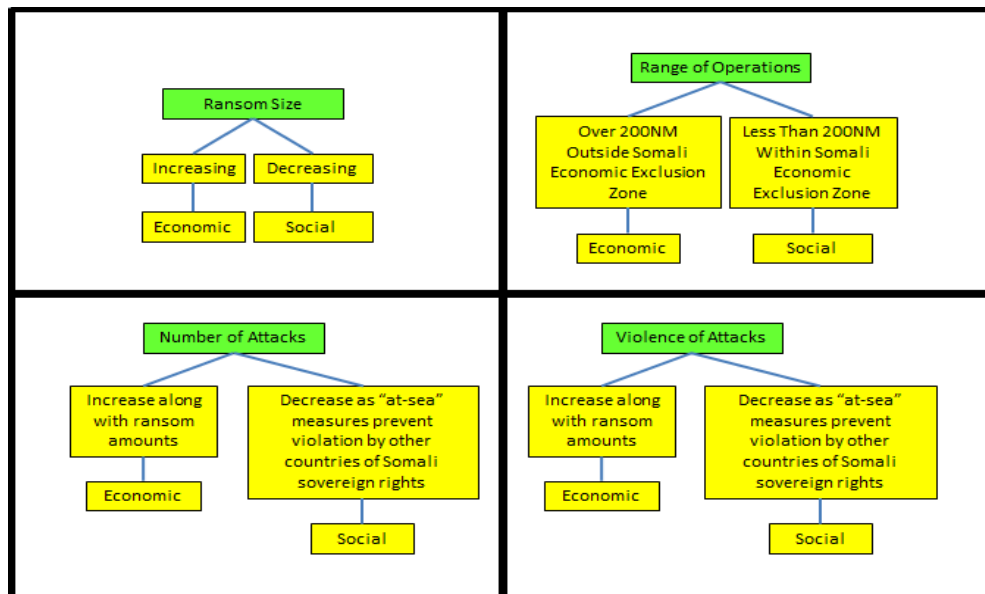 Ransom Size
Increasing
Decreasing
Economic
Social
Range of Operations
Over 200NM
Outside Somali
Economic Exclusion
Zone
Less Than 200NM
Within Somali
Economic
Exclusion Zone
Economic
Social
Number of Attacks
Increase along
with ransom
amounts
Decrease as “at-sea”
measures prevent
violation by other
countries of Somali
sovereign rights
Economic
Social
Violence of Attacks
Increase along
with ransom
amounts
Decrease as “at-sea”
measures prevent
violation by other
countries of Somali
sovereign rights
Economic
Social